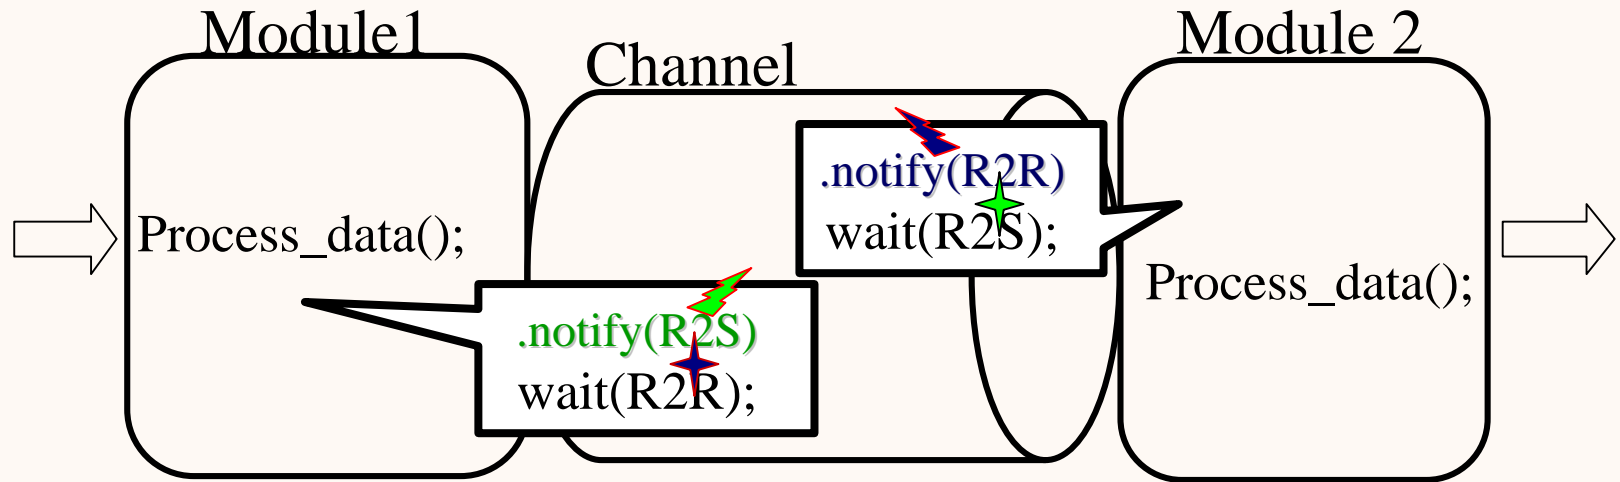 Module1
Channel
Module 2
Process_data();
.notify(R2S)
wait(R2R);
.notify(R2R)
wait(R2S);
Process_data();